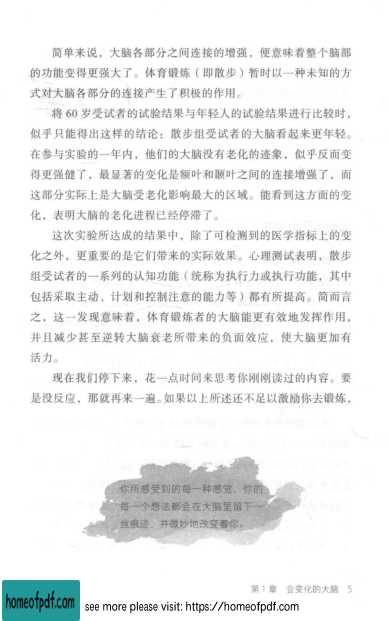 简单来说，大脑各部分之间连接的增强，便意味着整个脑部
的功能变得更强大了。体育锻炼（即散步）暂时以一种未知的方
式对大脑各部分的连接产生了积极的作用。
将 60 岁受试者的试验结果与年轻人的试验结果进行比较时，
似乎只能得出这样的结论：散步组受试者的大脑看起来更年轻。
在参与实验的一年内，他们的大脑没有老化的迹象，似乎反而变
得更强健了，最显著的变化是额叶和颞叶之间的连接增强了，而
这部分实际上是大脑受老化影响最大的区域。能看到这方面的变
化，表明大脑的老化进程已经停滞了。
这次实验所达成的结果中，除了可检测到的医学指标上的变
化之外，更重要的是它们带来的实际效果。心理测试表明，散步
组受试者的一系列的认知功能（统称为执行力或执行功能，其中
包括采取主动、计划和控制注意的能力等）都有所提高。简而言
之，这一发现意味着，体育锻炼者的大脑能更有效地发挥作用，
并且减少甚至逆转大脑衰老所带来的负面效应，使大脑更加有
活力。
现在我们停下来，花一点时间来思考你刚刚读过的内容。要
是没反应，那就再来一遍。如果以上所述还不足以激励你去锻炼，
你所感受到的每一种感觉，你的
每一个想法都会在大脑里留下一
丝痕迹，并微妙地改变着你。
第 1 章 会变化的大脑 5
homeofpdf.com
see more please visit: https://homeofpdf.com